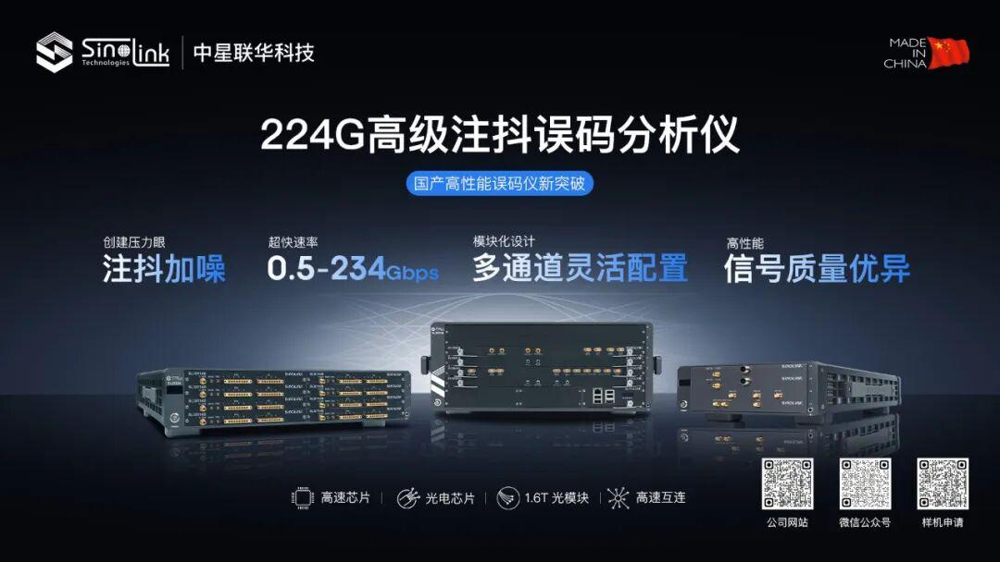 SinoLink
Technologies
中星联华科技
MADE
IN
CHINA
224G高级注抖误码分析仪
国产高性能误码仪新突破
创建压力眼
注抖加噪
超快速率
0.5-234Gbps
模块化设计
多通道灵活配置
高性能
信号质量优异
SINOLINK
SINOLINK
SINOLINK
SINOLINK
SINOLINK
高速芯片
光电芯片
1.6T 光模块
高速互连
公司网站
微信公众号
样机申请